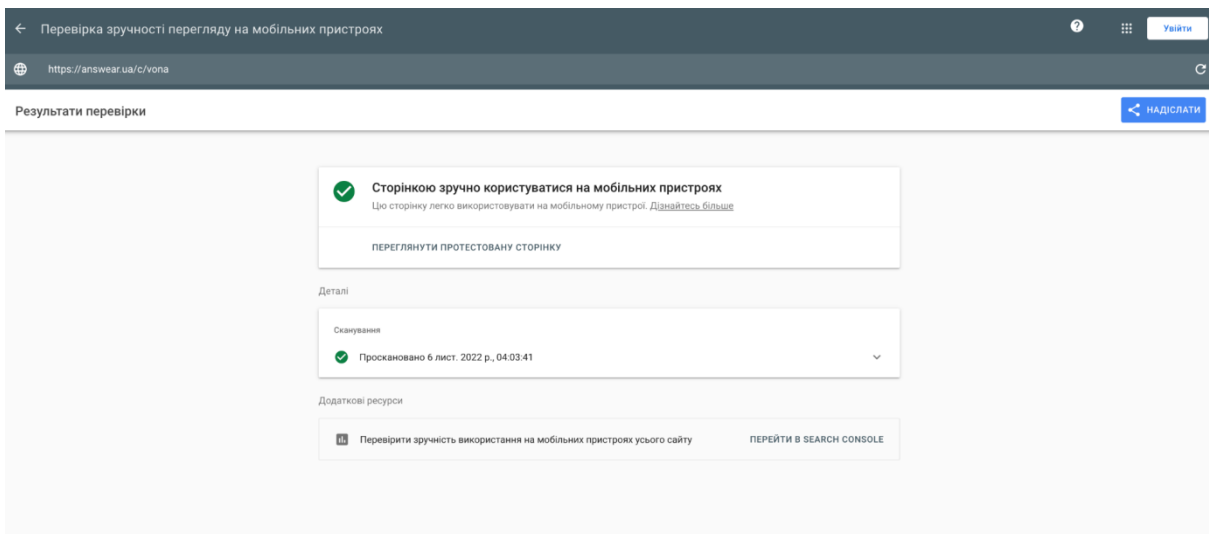 Перевірка зручності перегляду на мобільних пристроях
Увійти
https://answear.ua/c/vona
Результати перевірки
НАДІСЛАТИ
Сторінкою зручно користуватися на мобільних пристроях
Цю сторінку легко використовувати на мобільному пристрої. Дізнайтесь більше
ПЕРЕГЛЯНУТИ ПРОТЕСТОВАНУ СТОРІНКУ
Деталі
Сканування
Проскановано 6 лист. 2022 р., 04:03:41
Додаткові ресурси
Перевірити зручність використання на мобільних пристроях усього сайту
ПЕРЕЙТИ В SEARCH CONSOLE